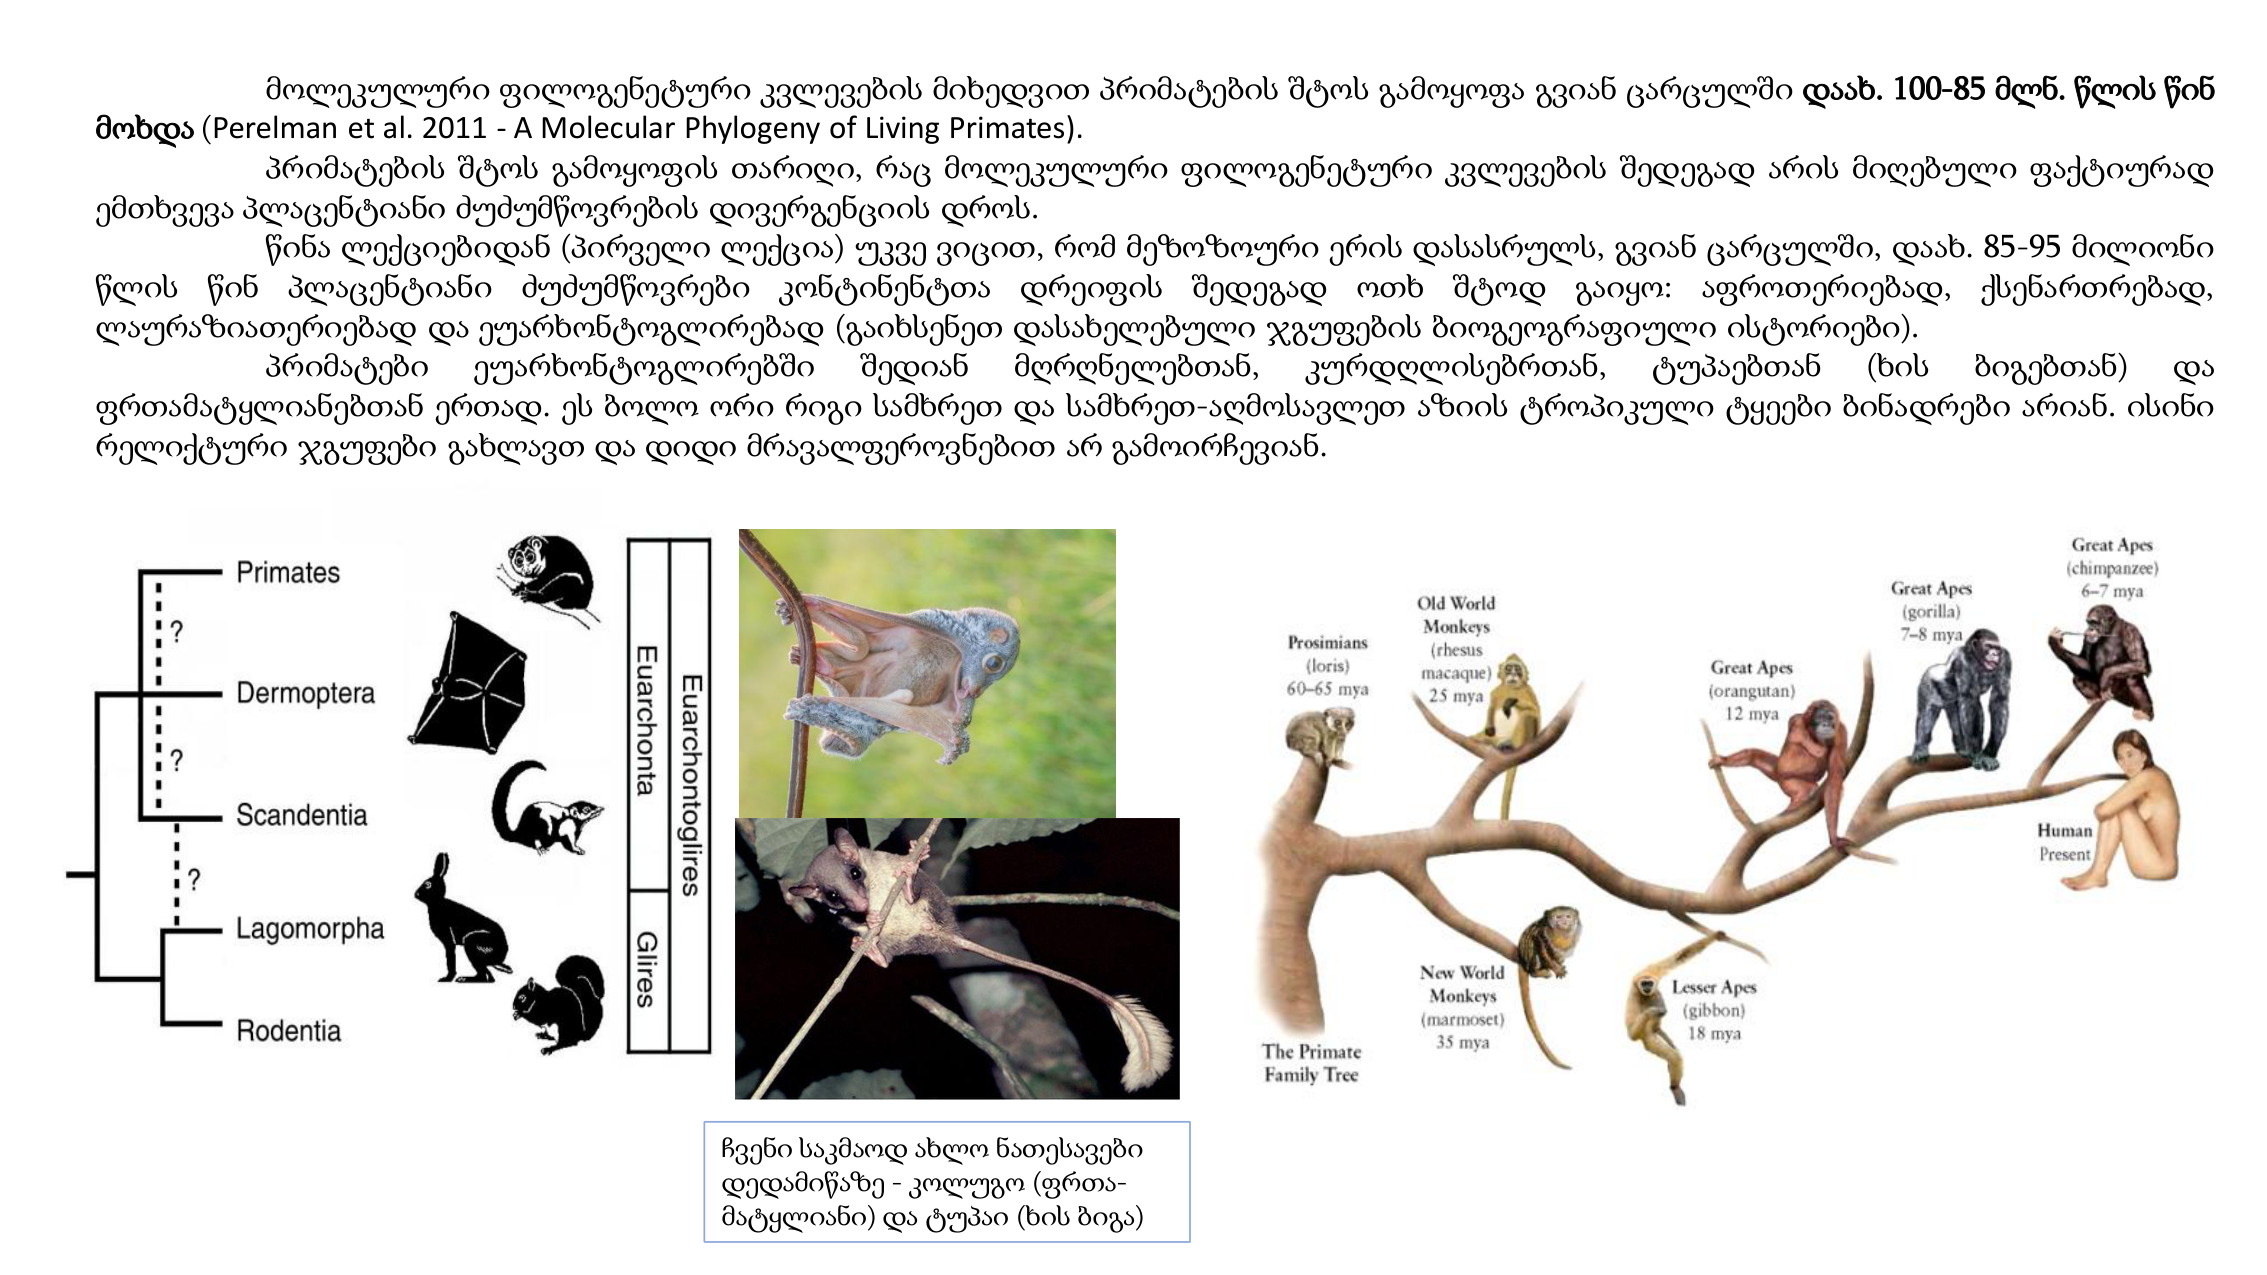 მოლეკულური ფილოგენეტური კვლევების მიხედვით პრიმატების შტოს გამოყოფა გვიან ცარცულში დაახ. 100-85 მლნ. წლის წინ
მოხდა (Perelman et al. 2011 - A Molecular Phylogeny of Living Primates).
პრიმატების შტოს გამოყოფის თარიღი, რაც მოლეკულური ფილოგენეტური კვლევების შედეგად არის მიღებული ფაქტიურად
ემთხვევა პლაცენტიანი ძუძუმწოვრების დივერგენციის დროს.
წინა ლექციებიდან (პირველი ლექცია) უკვე ვიცით, რომ მეზოზოური ერის დასასრულს, გვიან ცარცულში, დაახ. 85-95 მილიონი
წლის წინ პლაცენტიანი ძუძუმწოვრები კონტინენტთა დრეიფის შედეგად ოთხ შტოდ გაიყო: აფროთერიებად, ქსენართრებად,
ლაურაზიათერიებად და ეუარხონტოგლირებად (გაიხსენეთ დასახელებული ჯგუფების ბიოგეოგრაფიული ისტორიები).
პრიმატები ეუარხონტოგლირებში შედიან მღრღნელებთან, კურდღლისებრთან, ტუპაებთან (ხის ბიგებთან) და
ფრთამატყლიანებთან ერთად. ეს ბოლო ორი რიგი სამხრეთ და სამხრეთ-აღმოსავლეთ აზიის ტროპიკული ტყეები ბინადრები არიან. ისინი
რელიქტური ჯგუფები გახლავთ და დიდი მრავალფეროვნებით არ გამოირჩევიან.
Primates
?
Dermoptera
?
Scandentia
?
Lagomorpha
Rodentia
Euarchonta
Glires
Euarchontoglires
ჩვენი საკმაოდ ახლო ნათესავები
დედამიწაზე - კოლუგო (ფრთა-
მატყლიანი) და ტუპაი (ხის ბიგა)
Prosimians
(loris)
60–65 mya
Old World
Monkeys
(rhesus
macaque)
25 mya
Great Apes
(orangutan)
12 mya
Great Apes
(gorilla)
7–8 mya
Great Apes
(chimpanzee)
6–7 mya
Human
Present
New World
Monkeys
(marmoset)
35 mya
Lesser Apes
(gibbon)
18 mya
The Primate
Family Tree